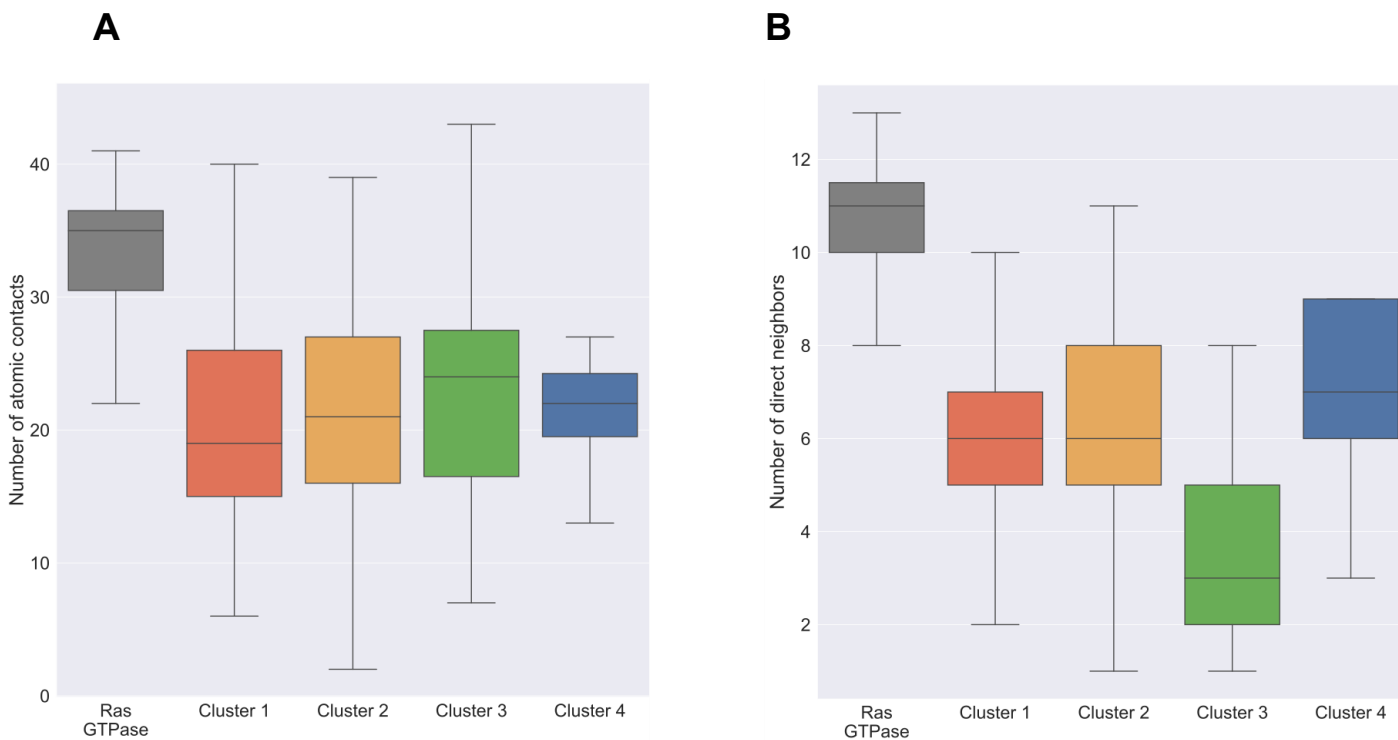 A
Number of atomic contacts
40
30
20
10
0
Ras
GTPase
Cluster 1
Cluster 2
Cluster 3
Cluster 4
B
Number of direct neighbors
12
10
8
6
4
2
Ras
GTPase
Cluster 1
Cluster 2
Cluster 3
Cluster 4